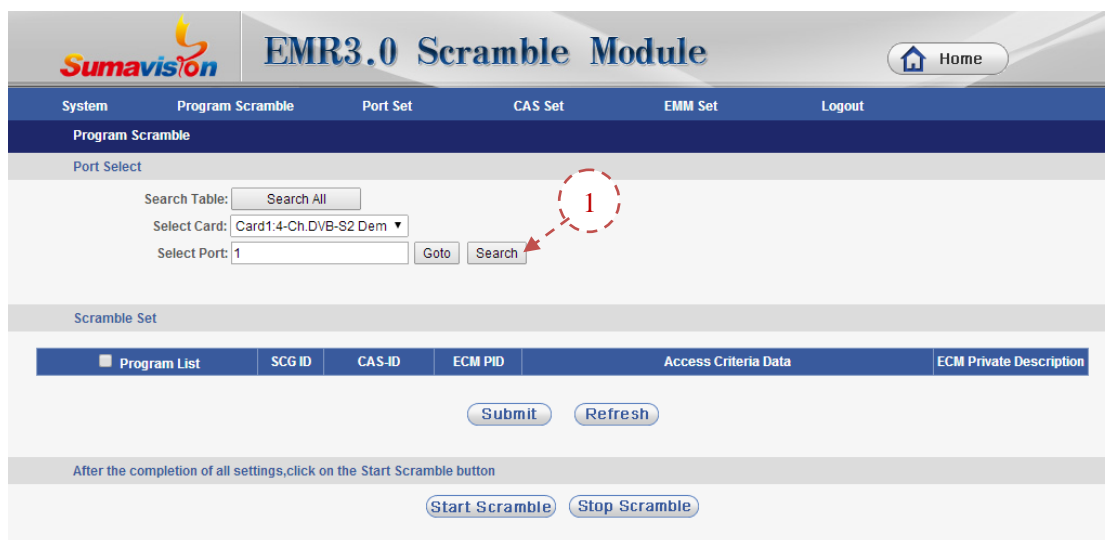 Sumavision EMR3.0 Scramble Module Home
System Program Scramble Port Set CAS Set EMM Set Logout
Program Scramble
Port Select
Search Table: Search All
1
Select Card: Card1:4-Ch.DVB-S2 Dem
Select Port: 1 Goto Search
Scramble Set
Program List SCG ID CAS-ID ECM PID Access Criteria Data ECM Private Description
Submit Refresh
After the completion of all settings,click on the Start Scramble button
Start Scramble Stop Scramble